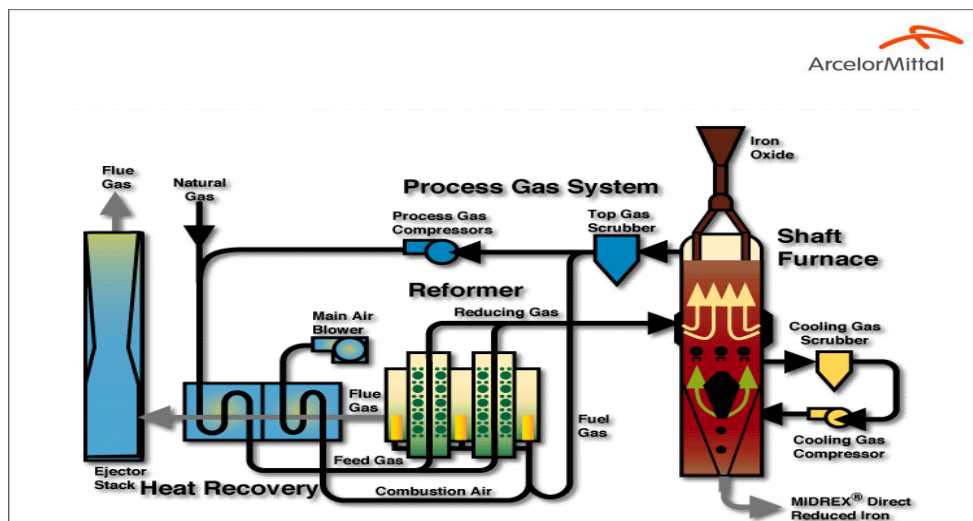 ArcelorMittal
Iron
Oxide
Flue
Gas
Natural
Gas
Process Gas System
Process Gas
Compressors
Top Gas
Scrubber
Shaft
Furnace
Reformer
Main Air
Blower
Reducing Gas
Cooling Gas
Scrubber
Flue
Gas
Fuel
Gas
Cooling Gas
Compressor
Feed Gas
Ejector
Stack
Heat Recovery
Combustion Air
MIDREX® Direct
Reduced Iron